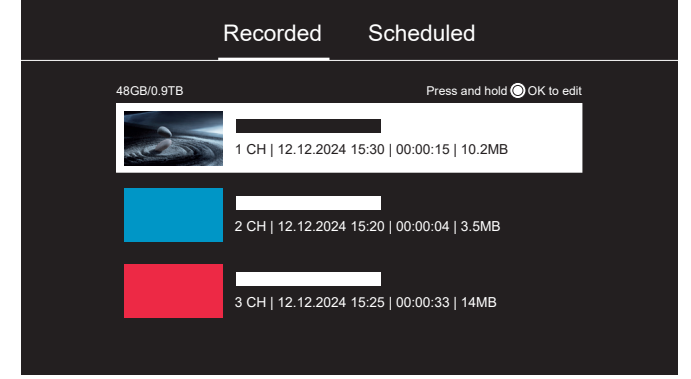 Recorded Scheduled
48GB/0.9TB Press and hold OK to edit
1 CH | 12.12.2024 15:30 | 00:00:15 | 10.2MB
2 CH | 12.12.2024 15:20 | 00:00:04 | 3.5MB
3 CH | 12.12.2024 15:25 | 00:00:33 | 14MB